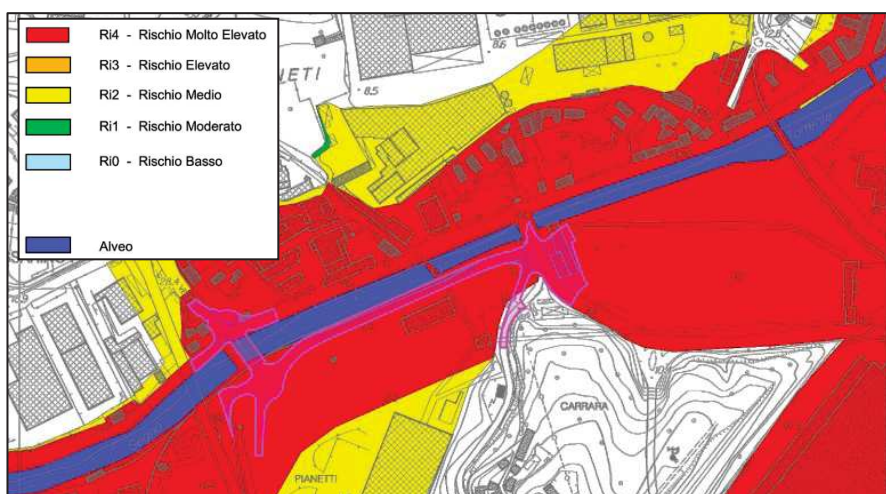 Ri4 - Rischio Molto Elevato
Ri3 - Rischio Elevato
Ri2 - Rischio Medio
Ri1 - Rischio Moderato
Ri0 - Rischio Basso
Alveo
NETI
8.5
8.6
CARRARA
PIANETTI